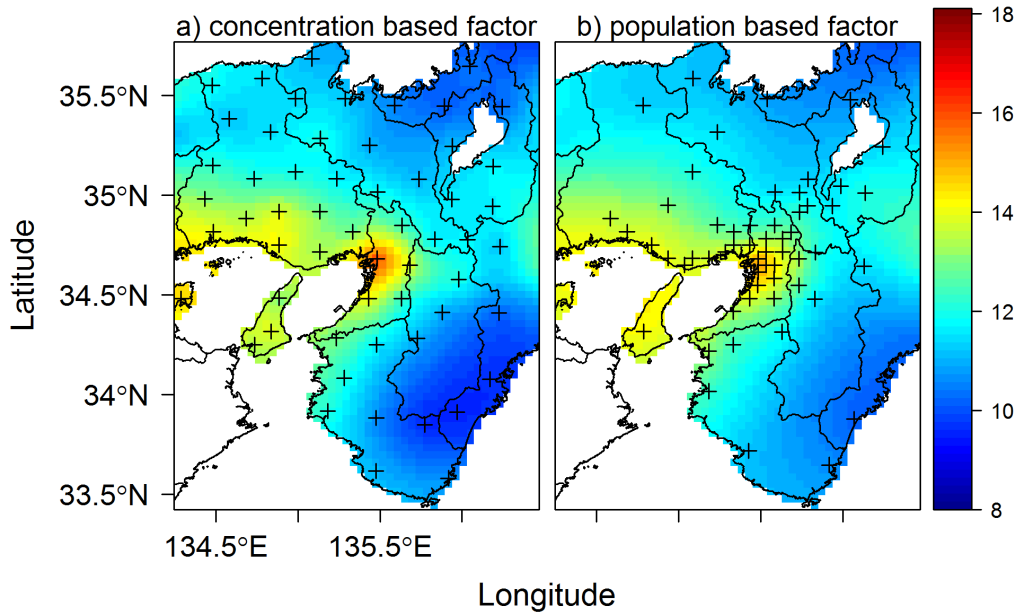 a) concentration based factor
b) population based factor
18
16
14
12
10
8
35.5°N
35°N
34.5°N
34°N
33.5°N
Latitude
134.5°E
135.5°E
Longitude